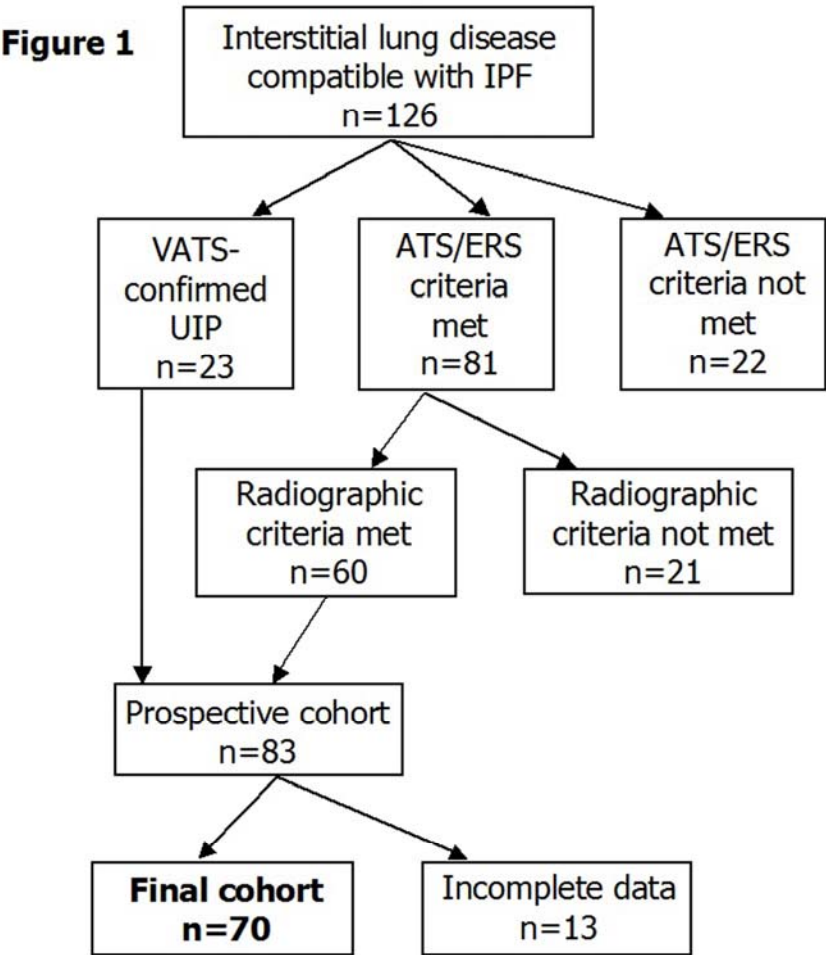 Figure 1
Interstitial lung disease
compatible with IPF
n=126
VATS-
confirmed
UIP
n=23
ATS/ERS
criteria
met
n=81
ATS/ERS
criteria not
met
n=22
Radiographic
criteria met
n=60
Radiographic
criteria not met
n=21
Prospective cohort
n=83
Final cohort
n=70
Incomplete data
n=13